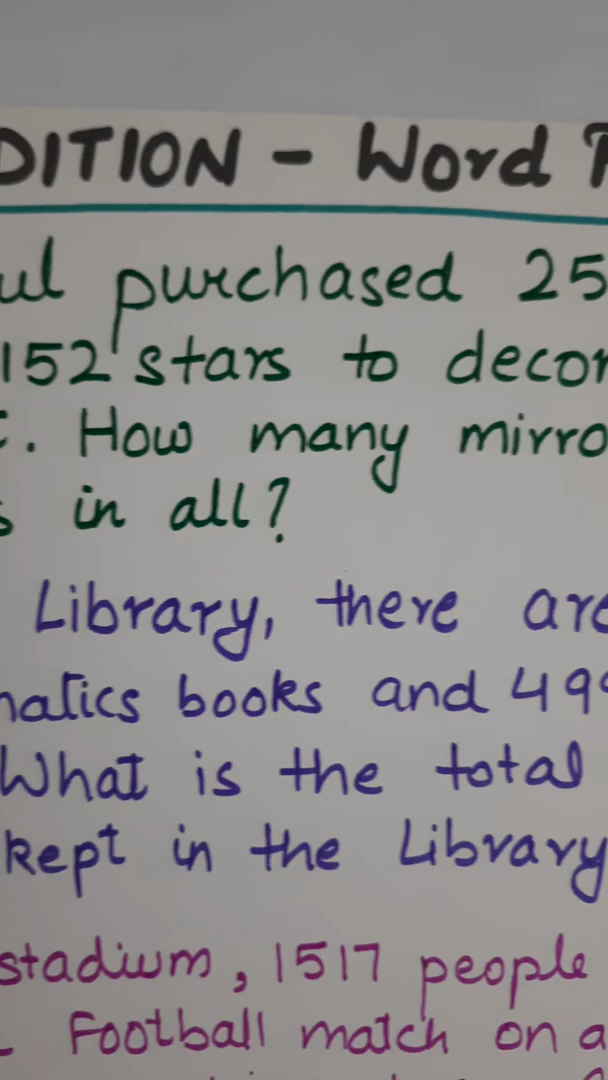 DITION - Word P
ul purchased 25
152 stars to decor
. How many mirro
s in all?
Library, there are
matics books and 499
What is the total
kept in the Library
stadium, 1517 people
Football match on a